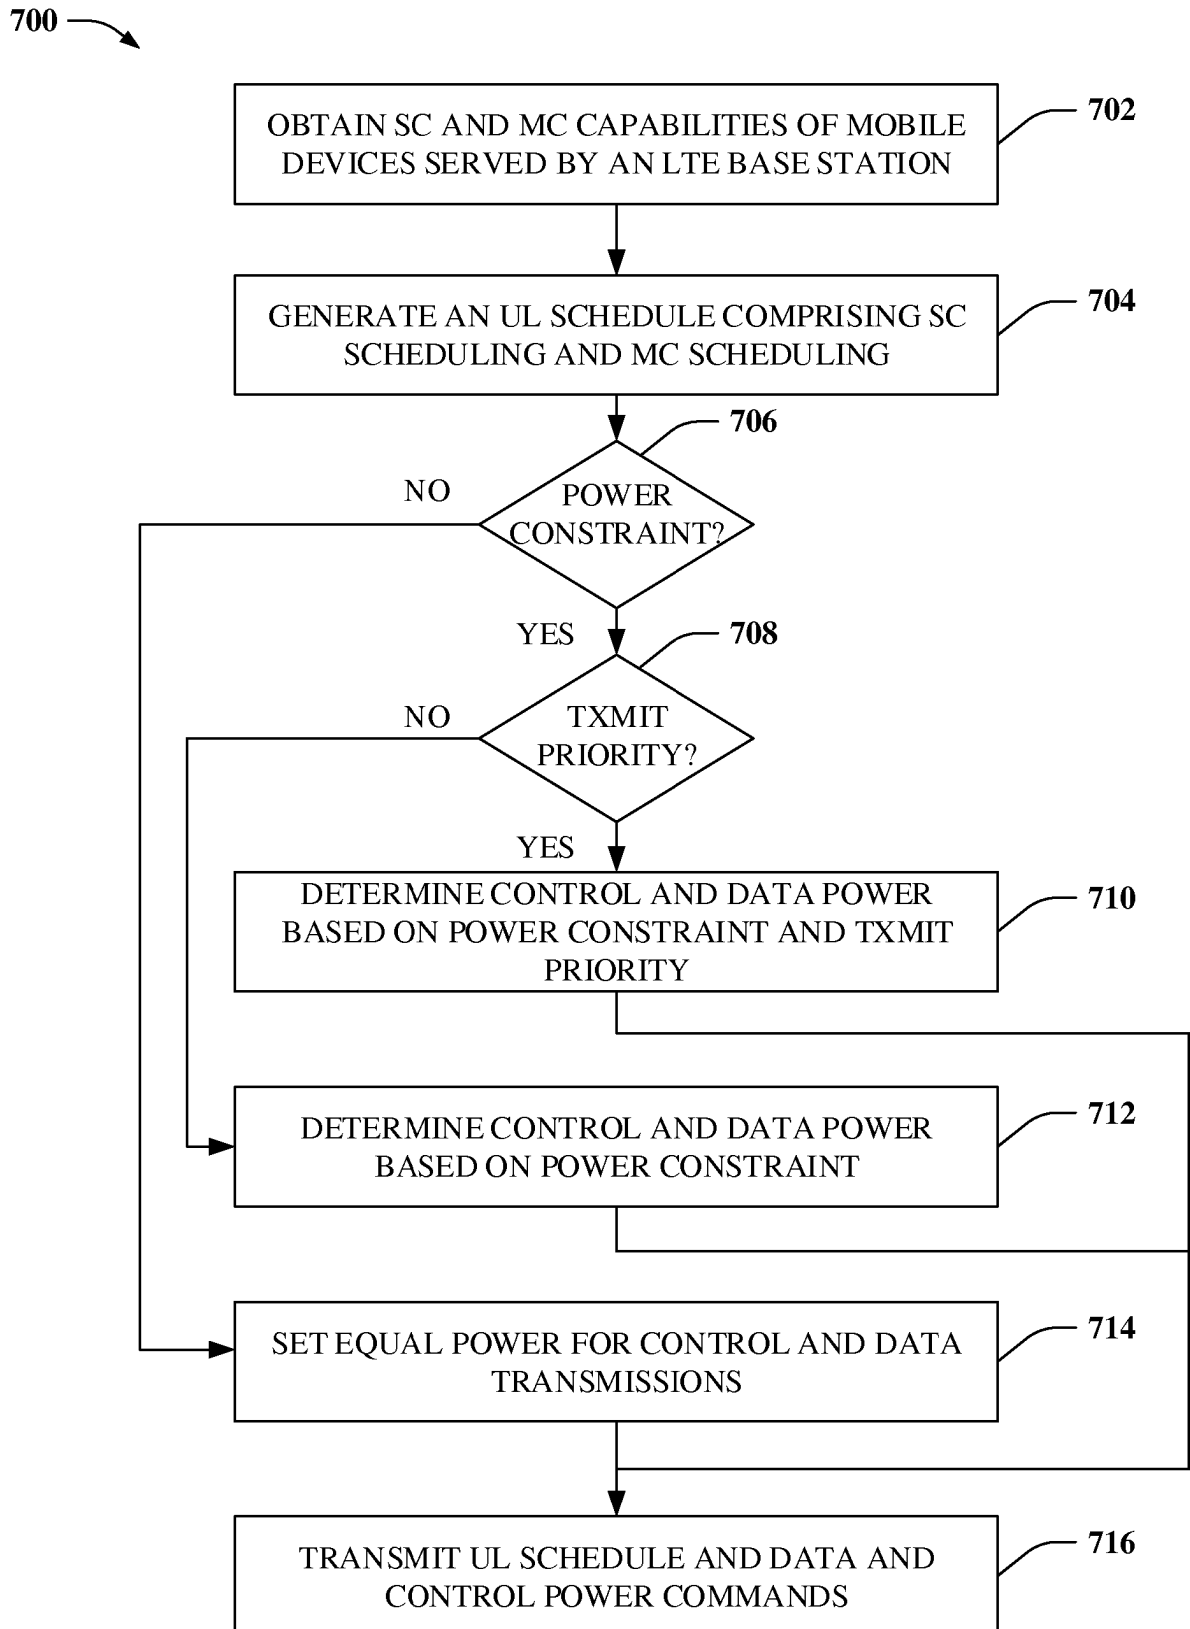 700
OBTAIN SC AND MC CAPABILITIES OF MOBILE
DEVICES SERVED BY AN LTE BASE STATION
702
GENERATE AN UL SCHEDULE COMPRISING SC
SCHEDULING AND MC SCHEDULING
704
706
POWER
CONSTRAINT?
NO
YES
708
TXMIT
PRIORITY?
NO
YES
DETERMINE CONTROL AND DATA POWER
BASED ON POWER CONSTRAINT AND TXMIT
PRIORITY
710
DETERMINE CONTROL AND DATA POWER
BASED ON POWER CONSTRAINT
712
SET EQUAL POWER FOR CONTROL AND DATA
TRANSMISSIONS
714
TRANSMIT UL SCHEDULE AND DATA AND
CONTROL POWER COMMANDS
716